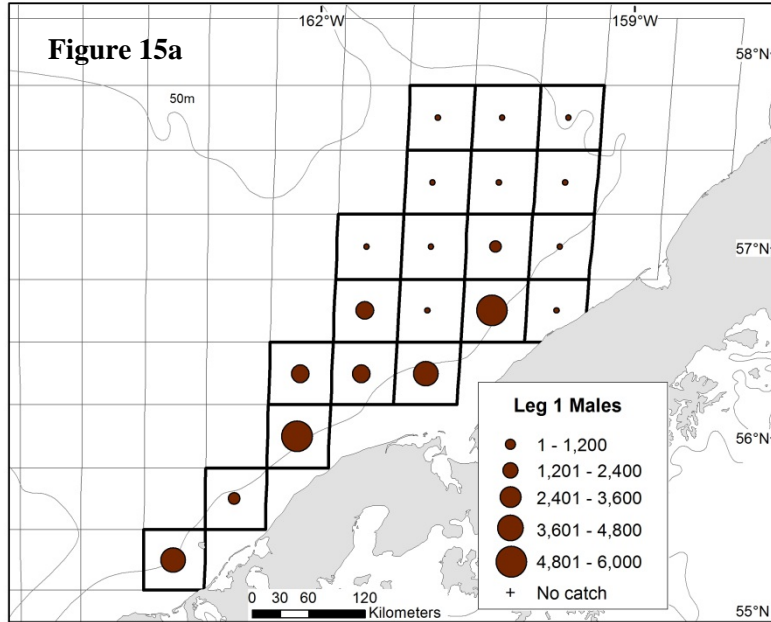 162°W
159°W
Figure 15a
58°N
50m
57°N
Leg 1 Males
1 - 1,200
1,201 - 2,400
2,401 - 3,600
3,601 - 4,800
4,801 - 6,000
+ No catch
56°N
0 30 60 120
Kilometers
55°N